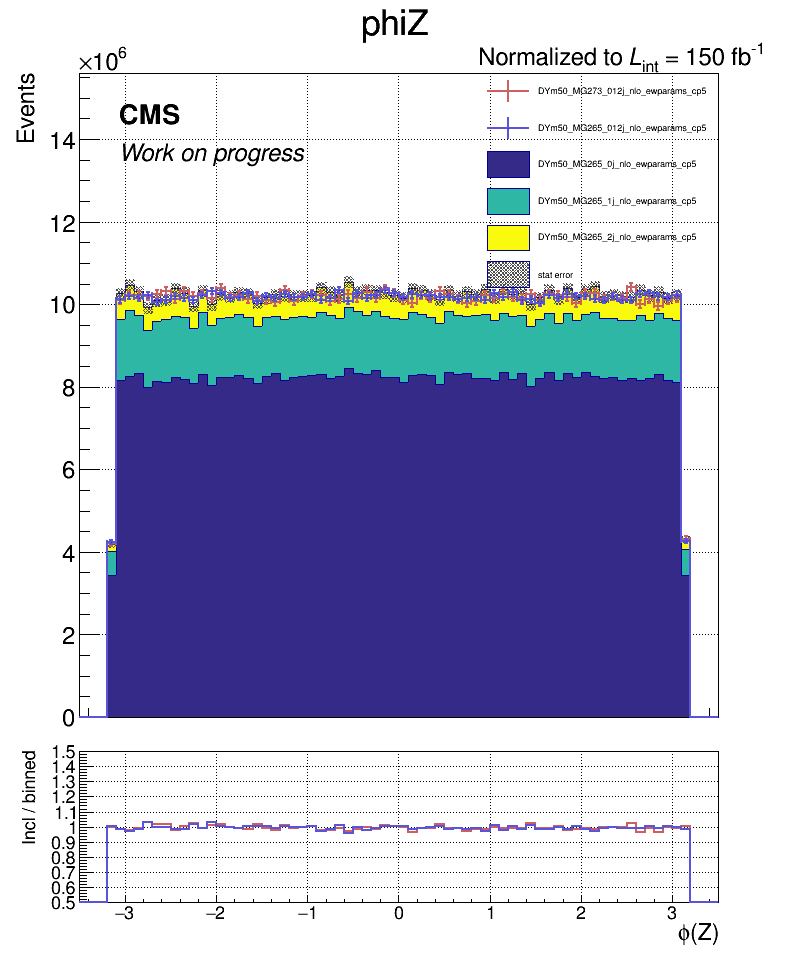 phiZ
×10⁶
Normalized to L_int = 150 fb⁻¹
Events
CMS
Work on progress
DYm50_MG273_012j_nlo_ewparams_cp5
DYm50_MG265_012j_nlo_ewparams_cp5
DYm50_MG265_0j_nlo_ewparams_cp5
DYm50_MG265_1j_nlo_ewparams_cp5
DYm50_MG265_2j_nlo_ewparams_cp5
stat error
14
12
10
8
6
4
2
0
Incl / binned
1.5
1.4
1.3
1.2
1.1
1
0.9
0.8
0.7
0.6
0.5
−3 −2 −1 0 1 2 3
ϕ(Z)